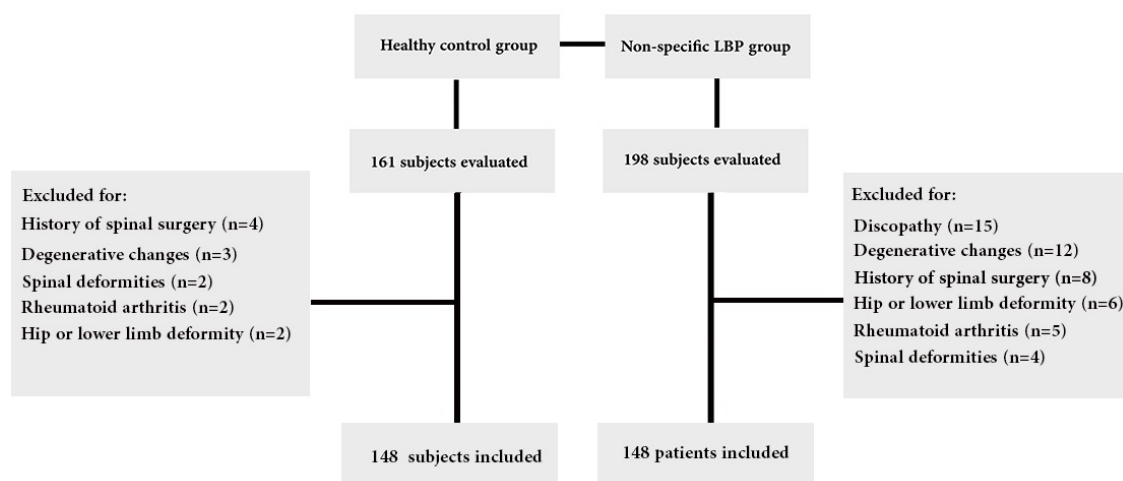 Healthy control group
Non-specific LBP group
161 subjects evaluated
198 subjects evaluated
Excluded for:
History of spinal surgery (n=4)
Degenerative changes (n=3)
Spinal deformities (n=2)
Rheumatoid arthritis (n=2)
Hip or lower limb deformity (n=2)
Excluded for:
Discopathy (n=15)
Degenerative changes (n=12)
History of spinal surgery (n=8)
Hip or lower limb deformity (n=6)
Rheumatoid arthritis (n=5)
Spinal deformities (n=4)
148 subjects included
148 patients included